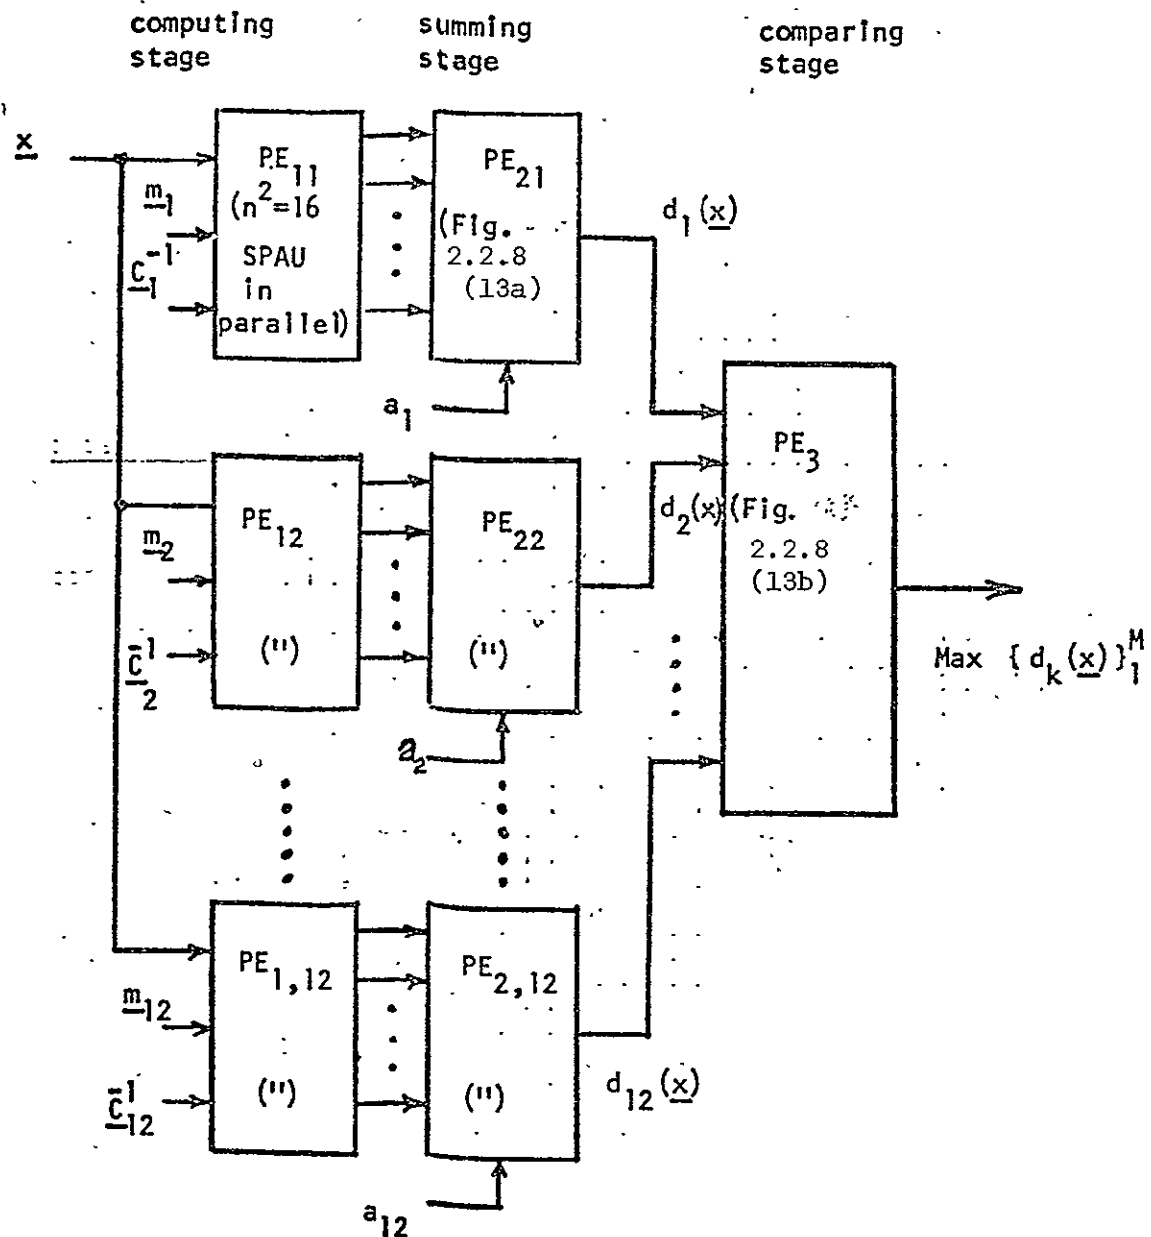 computing
stage
summing
stage
comparing
stage
x
m1
C1^-1
PE11
(n^2=16
SPAU
in
parallel)
PE21
(Fig.
2.2.8
(13a)
a1
d1(x)
m2
C2^-1
PE12
(")
PE22
(")
a2
d2(x)
PE3
(Fig.
2.2.8
(13b)
Max {dk(x)}1^M
m12
C12^-1
PE1,12
(")
PE2,12
(")
a12
d12(x)